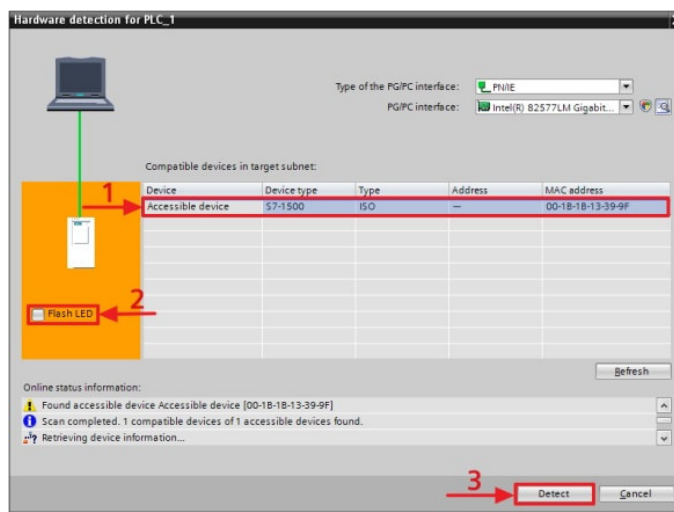 Hardware detection for PLC_1
Type of the PG/PC interface: PN/IE
PG/PC interface: Intel(R) 82577LM Gigabit...
Compatible devices in target subnet:
Device Device type Type Address MAC address
1
Accessible device S7-1500 ISO — 00-1B-1B-13-39-9F
2
Flash LED
Refresh
Online status information:
Found accessible device Accessible device [00-1B-1B-13-39-9F]
Scan completed. 1 compatible devices of 1 accessible devices found.
Retrieving device information...
3
Detect Cancel